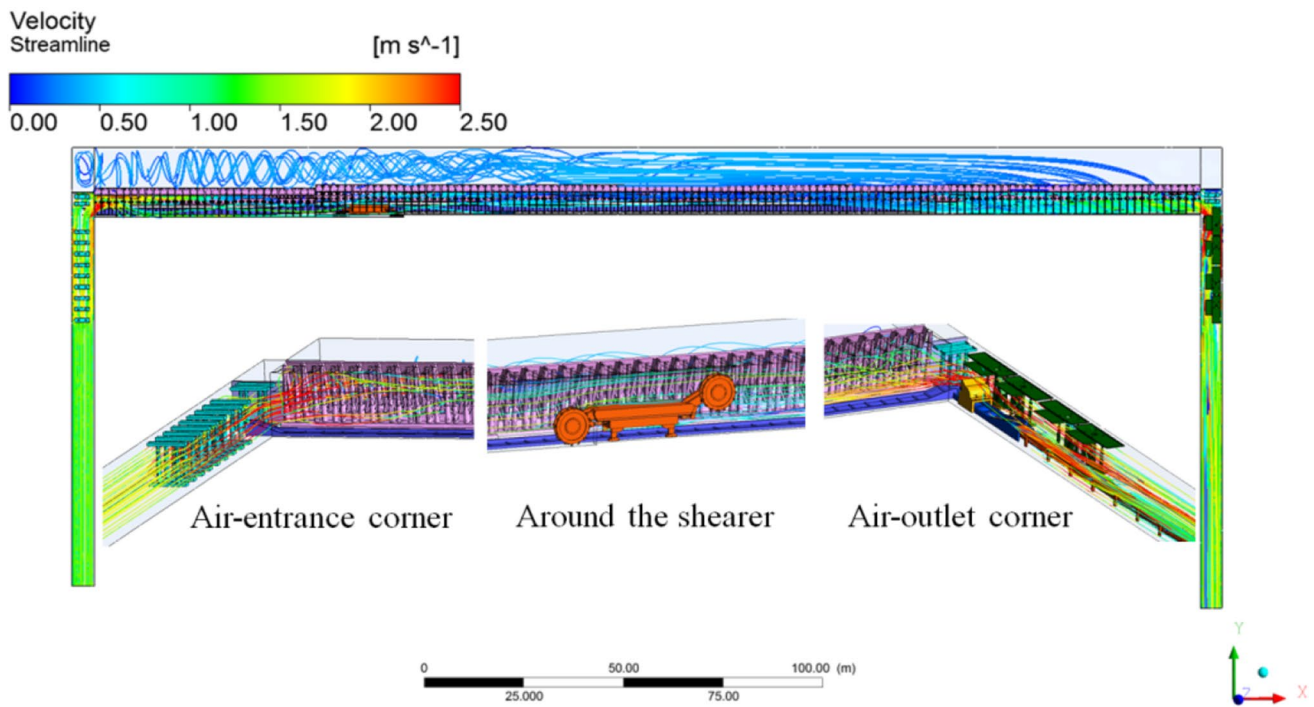 Velocity
Streamline [m s^-1]
0.00 0.50 1.00 1.50 2.00 2.50
Air-entrance corner Around the shearer Air-outlet corner
0 50.00 100.00 (m)
25.000 75.00
Y
Z X